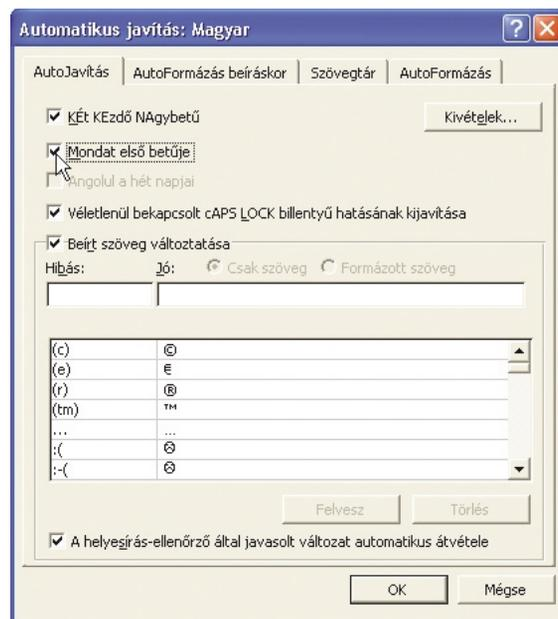 Automatikus javítás: Magyar
AutoJavítás AutoFormázás beíráskor Szövegtár AutoFormázás
KÉt KEzdő NAgybetű Kivételek...
Mondat első betűje
Angolul a hét napjai
Véletlenül bekapcsolt cAPS LOCK billentyű hatásának kijavítása
Beírt szöveg változtatása
Hibás: Jó: Csak szöveg Formázott szöveg
(c) ©
(e) €
(r) ®
(tm) ™
... ...
:( ☹
:-( ☹
Felvesz Törlés
A helyesírás-ellenőrző által javasolt változat automatikus átvétele
OK Mégse